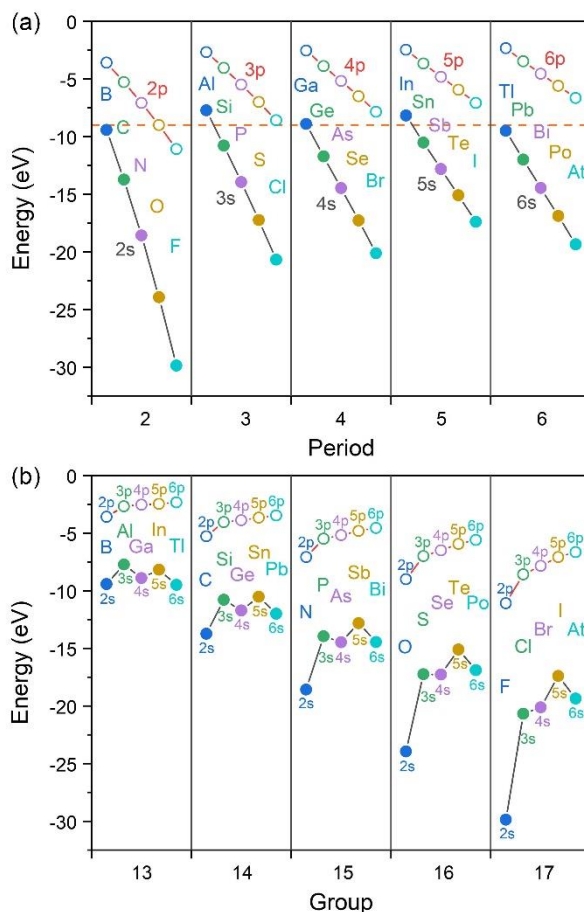 (a)
Energy (eV)
0
-5
-10
-15
-20
-25
-30
B
C
N
O
F
2p
2s
Al
Si
P
S
Cl
3p
3s
Ga
Ge
As
Se
Br
4p
4s
In
Sn
Sb
Te
I
5p
5s
Tl
Pb
Bi
Po
At
6p
6s
2 3 4 5 6
Period
(b)
Energy (eV)
0
-5
-10
-15
-20
-25
-30
2p 3p 4p 5p 6p
B Al Ga In Tl
2s 3s 4s 5s 6s
2p 3p 4p 5p 6p
C Si Ge Sn Pb
2s 3s 4s 5s 6s
2p 3p 4p 5p 6p
N P As Sb Bi
2s 3s 4s 5s 6s
2p 3p 4p 5p 6p
O S Se Te Po
2s 3s 4s 5s 6s
2p 3p 4p 5p 6p
F Cl Br I At
2s 3s 4s 5s 6s
13 14 15 16 17
Group